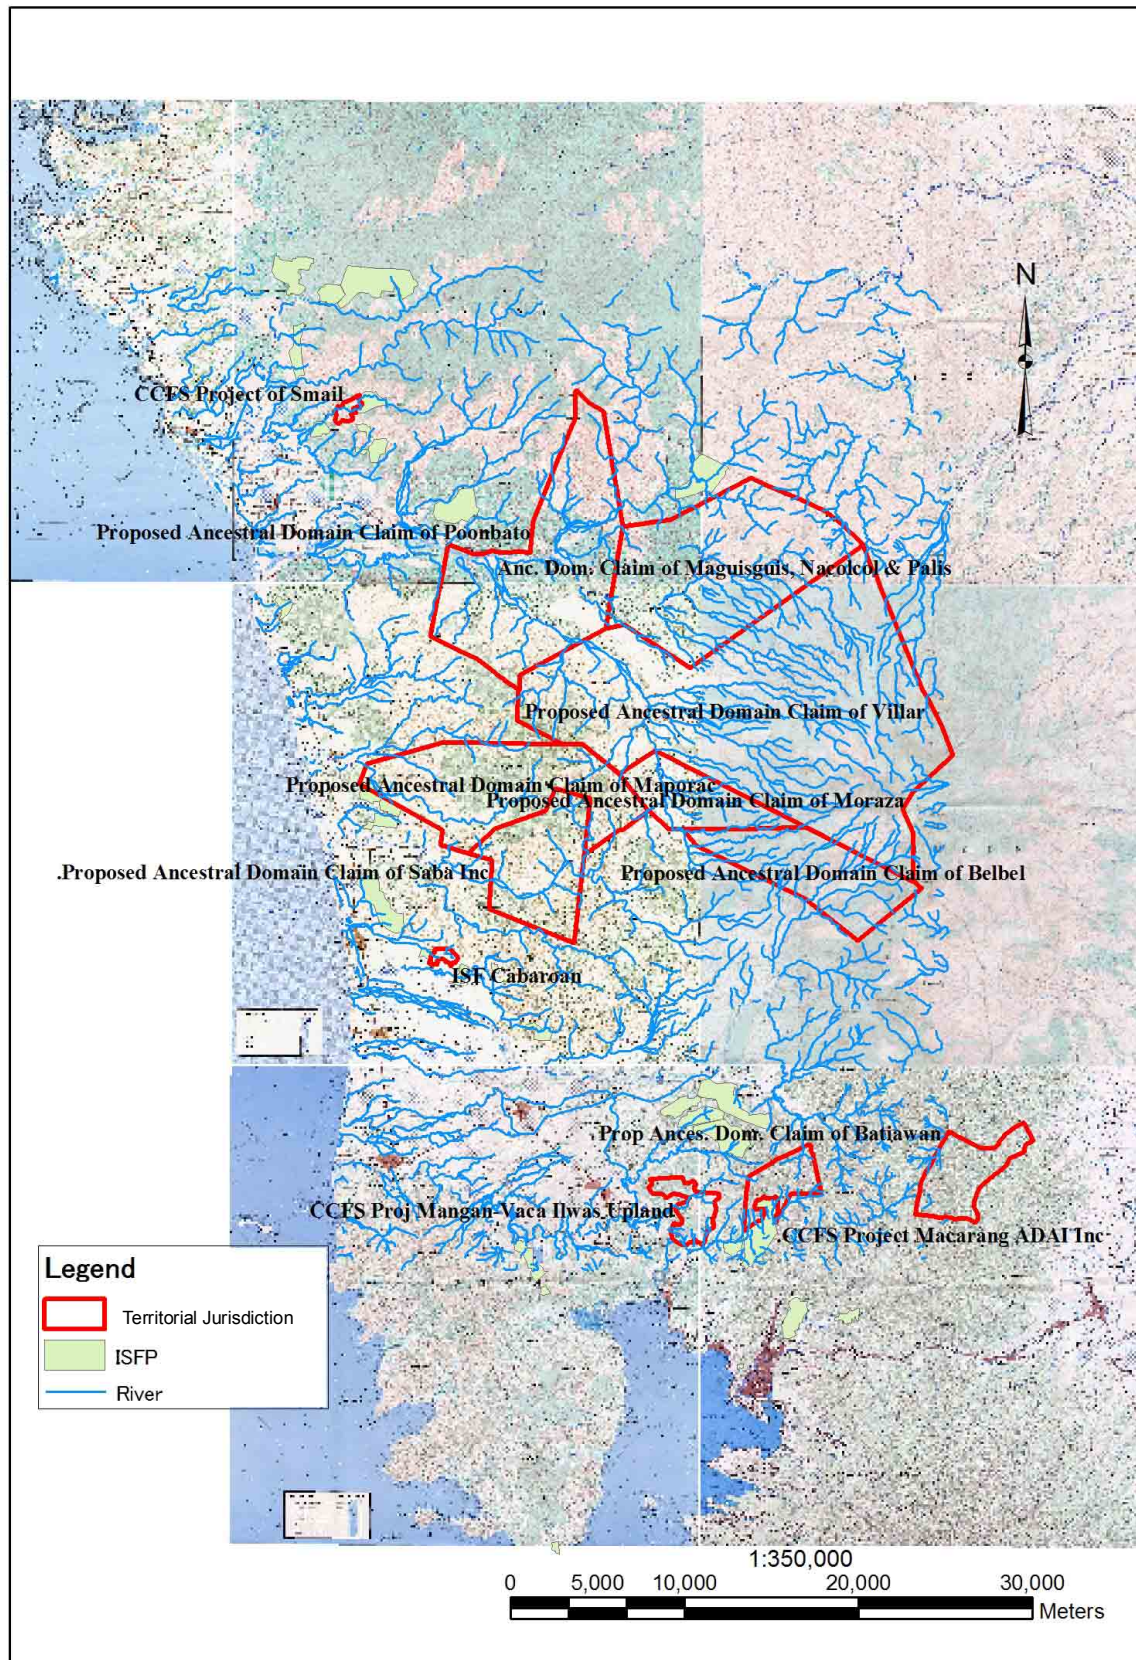 N
CCFS Project of Smail
Proposed Ancestral Domain Claim of Poonbato
Anc. Dom. Claim of Maguisguis, Nacolcol & Palis
Proposed Ancestral Domain Claim of Villar
Proposed Ancestral Domain Claim of Maporac
Proposed Ancestral Domain Claim of Moraza
.Proposed Ancestral Domain Claim of Saba Inc
Proposed Ancestral Domain Claim of Belbel
ISF Cabaroan
Prop Ances. Dom. Claim of Batiawan
CCFS Proj Mangan-Vaca Ilwas Upland
CCFS Project Macarang ADAI Inc
Legend
Territorial Jurisdiction
ISFP
River
1:350,000
0 5,000 10,000 20,000 30,000
Meters